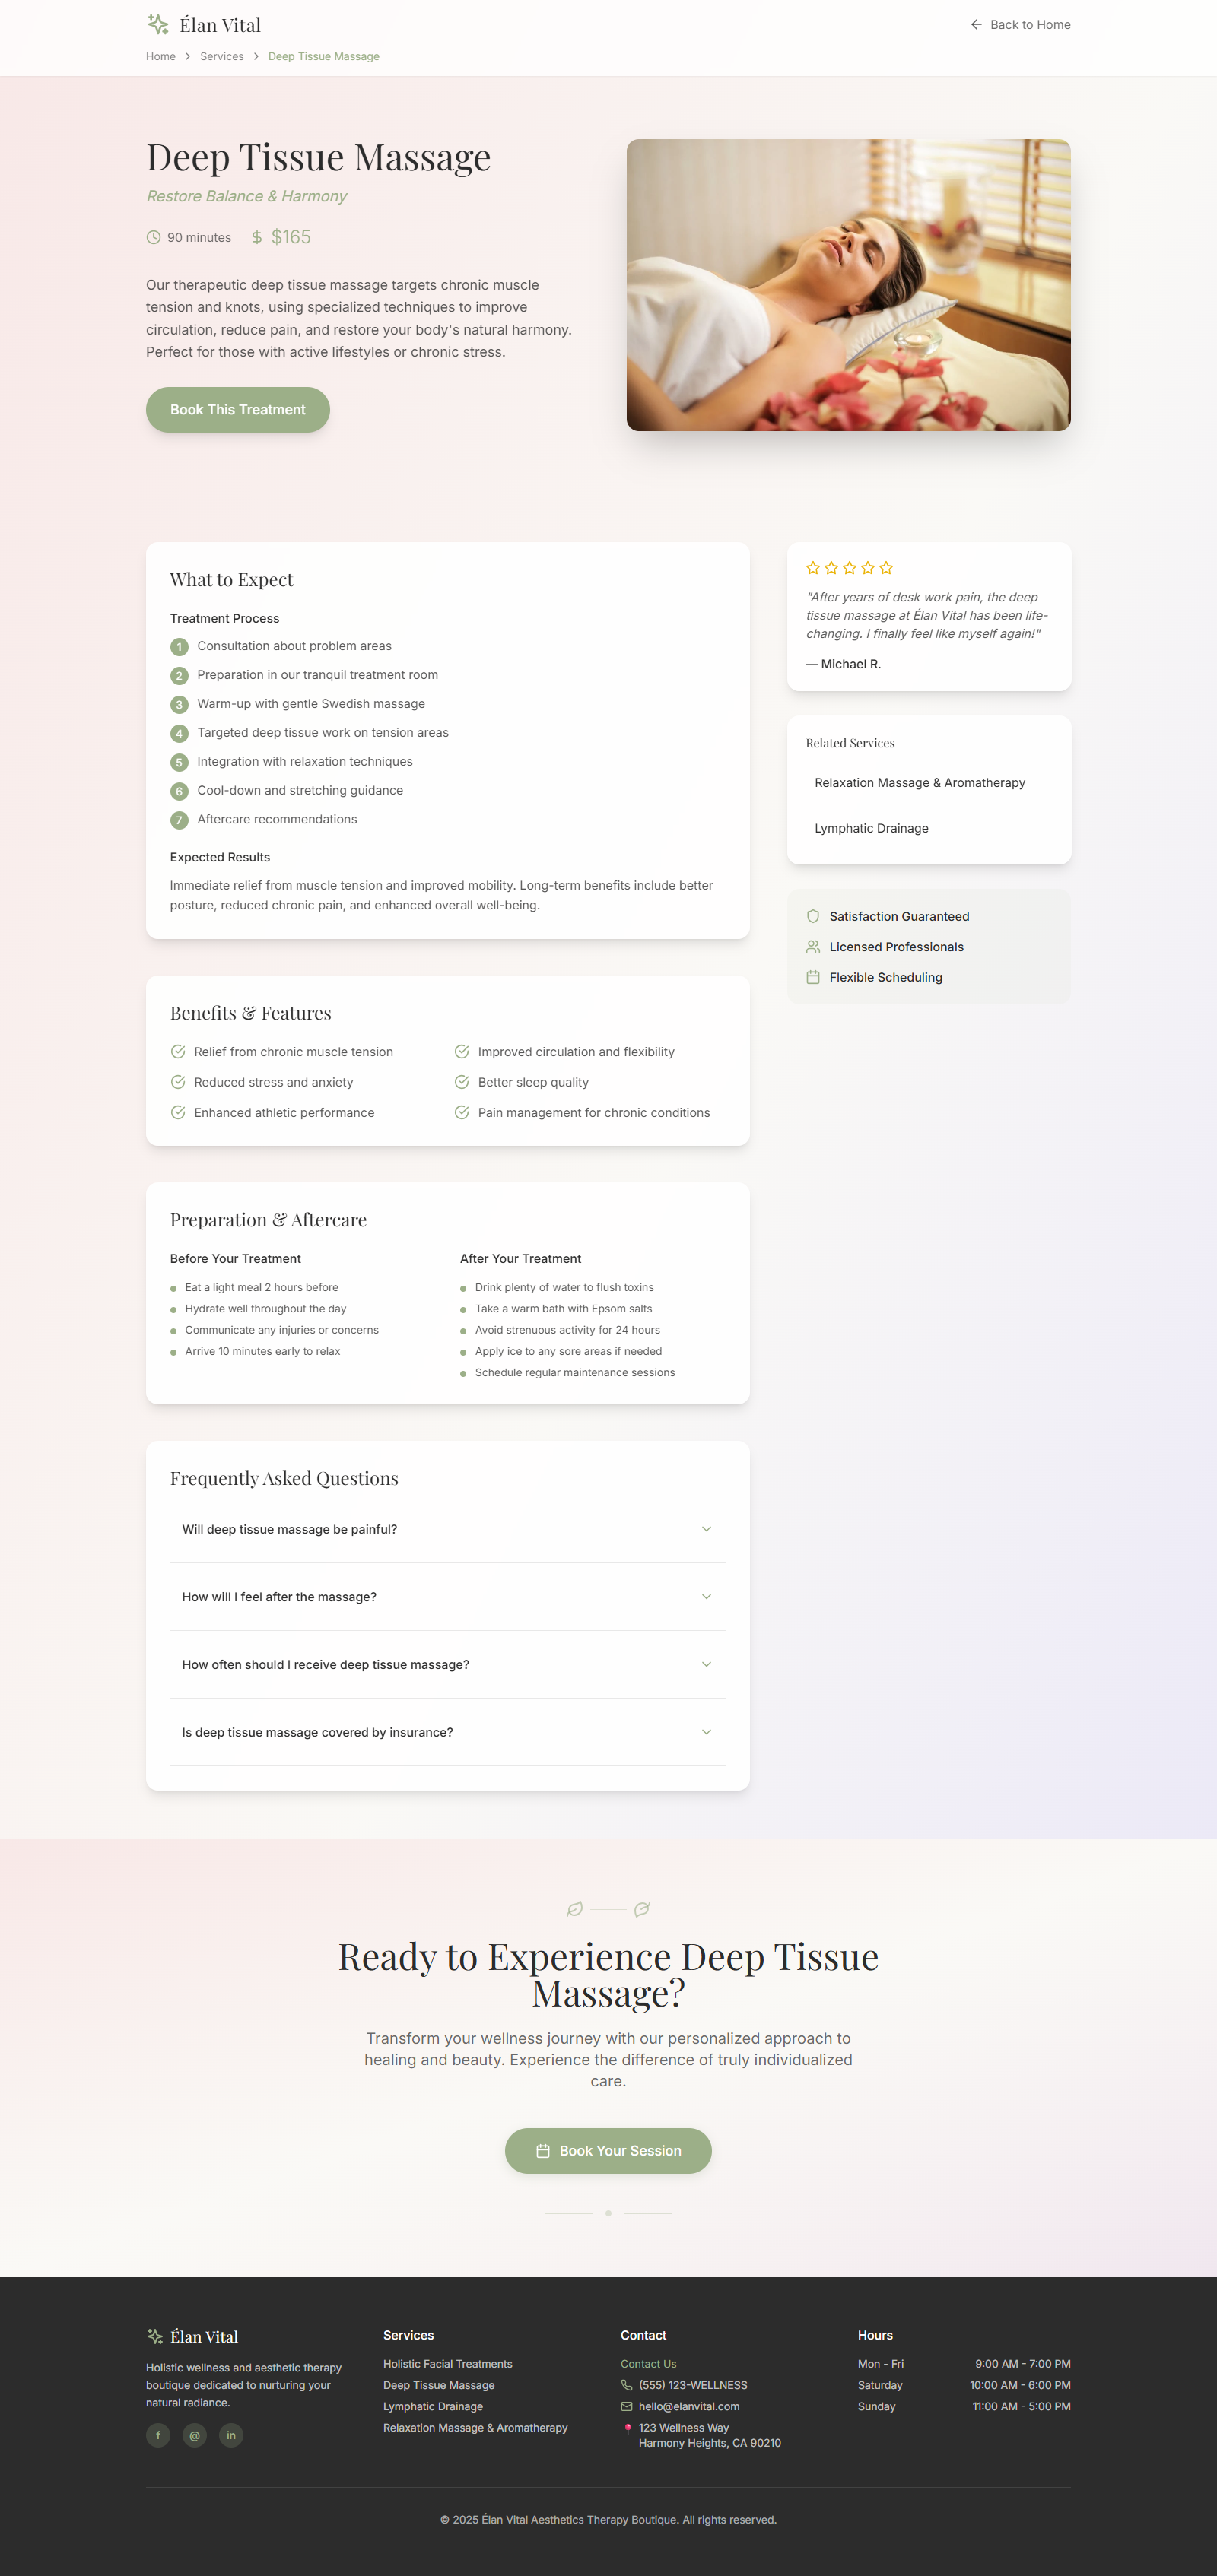 Élan Vital
Back to Home
Home > Services > Deep Tissue Massage
Deep Tissue Massage
Restore Balance & Harmony
90 minutes
$ $165
Our therapeutic deep tissue massage targets chronic muscle
tension and knots, using specialized techniques to improve
circulation, reduce pain, and restore your body's natural harmony.
Perfect for those with active lifestyles or chronic stress.
Book This Treatment
What to Expect
Treatment Process
1 Consultation about problem areas
2 Preparation in our tranquil treatment room
3 Warm-up with gentle Swedish massage
4 Targeted deep tissue work on tension areas
5 Integration with relaxation techniques
6 Cool-down and stretching guidance
7 Aftercare recommendations
Expected Results
Immediate relief from muscle tension and improved mobility. Long-term benefits include better
posture, reduced chronic pain, and enhanced overall well-being.
"After years of desk work pain, the deep
tissue massage at Élan Vital has been life-
changing. I finally feel like myself again!"
— Michael R.
Related Services
Relaxation Massage & Aromatherapy
Lymphatic Drainage
Satisfaction Guaranteed
Licensed Professionals
Flexible Scheduling
Benefits & Features
Relief from chronic muscle tension
Improved circulation and flexibility
Reduced stress and anxiety
Better sleep quality
Enhanced athletic performance
Pain management for chronic conditions
Preparation & Aftercare
Before Your Treatment
Eat a light meal 2 hours before
Hydrate well throughout the day
Communicate any injuries or concerns
Arrive 10 minutes early to relax
After Your Treatment
Drink plenty of water to flush toxins
Take a warm bath with Epsom salts
Avoid strenuous activity for 24 hours
Apply ice to any sore areas if needed
Schedule regular maintenance sessions
Frequently Asked Questions
Will deep tissue massage be painful?
How will I feel after the massage?
How often should I receive deep tissue massage?
Is deep tissue massage covered by insurance?
Ready to Experience Deep Tissue
Massage?
Transform your wellness journey with our personalized approach to
healing and beauty. Experience the difference of truly individualized
care.
Book Your Session
Élan Vital
Holistic wellness and aesthetic therapy
boutique dedicated to nurturing your
natural radiance.
f @ in
Services
Holistic Facial Treatments
Deep Tissue Massage
Lymphatic Drainage
Relaxation Massage & Aromatherapy
Contact
Contact Us
(555) 123-WELLNESS
hello@elanvital.com
123 Wellness Way
Harmony Heights, CA 90210
Hours
Mon - Fri 9:00 AM - 7:00 PM
Saturday 10:00 AM - 6:00 PM
Sunday 11:00 AM - 5:00 PM
© 2025 Élan Vital Aesthetics Therapy Boutique. All rights reserved.